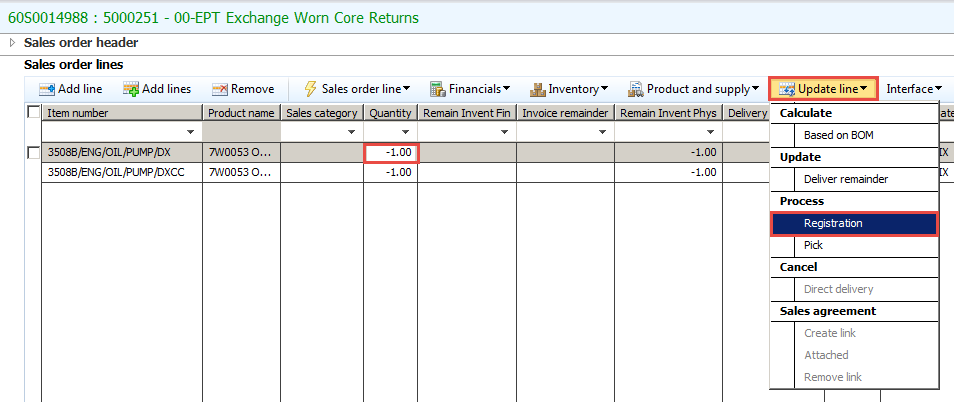 60S0014988 : 5000251 - 00-EPT Exchange Worn Core Returns
Sales order header
Sales order lines
Add line Add lines Remove Sales order line Financials Inventory Product and supply Update line Interface
Item number Product name Sales category Quantity Remain Invent Fin Invoice remainder Remain Invent Phys Delivery
3508B/ENG/OIL/PUMP/DX 7W0053 O... -1.00 -1.00 IX
3508B/ENG/OIL/PUMP/DXCC 7W0053 O... -1.00 -1.00 IX
Calculate
Based on BOM
Update
Deliver remainder
Process
Registration
Pick
Cancel
Direct delivery
Sales agreement
Create link
Attached
Remove link